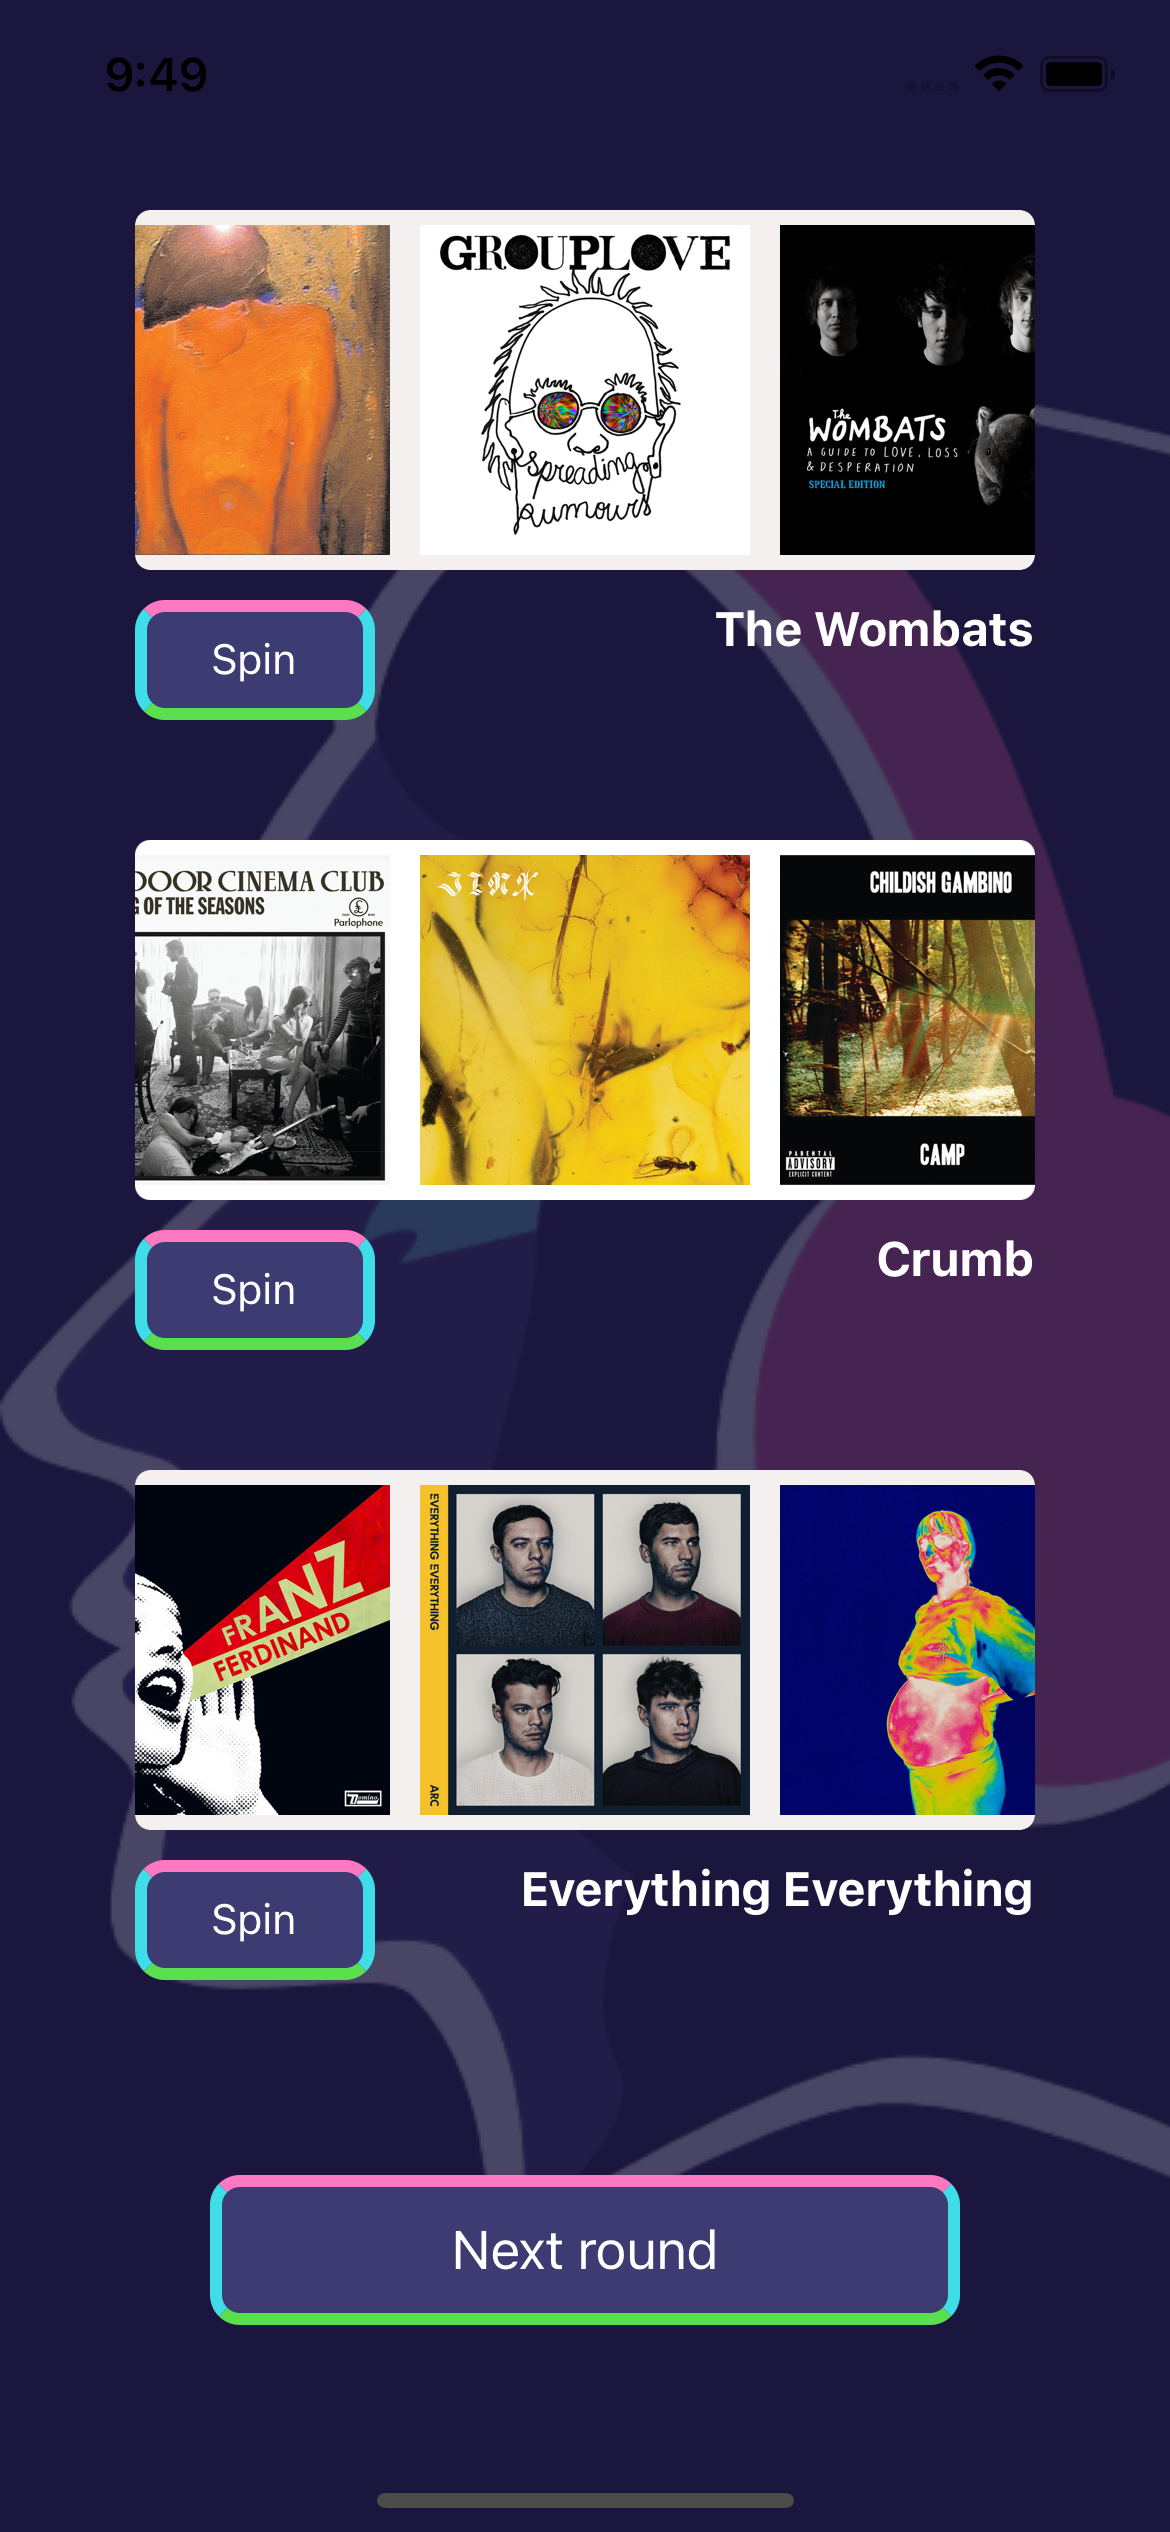 9:49
GROUPLOVE
spreading
Rumours
The
WOMBATS
A GUIDE TO LOVE, LOSS
& DESPERATION
SPECIAL EDITION
Spin
The Wombats
DOOR CINEMA CLUB
G OF THE SEASONS
£
Parlophone
JINX
CHILDISH GAMBINO
CAMP
PARENTAL
ADVISORY
EXPLICIT CONTENT
Spin
Crumb
FRANZ
FERDINAND
Domino
EVERYTHING EVERYTHING
ARC
Spin
Everything Everything
Next round